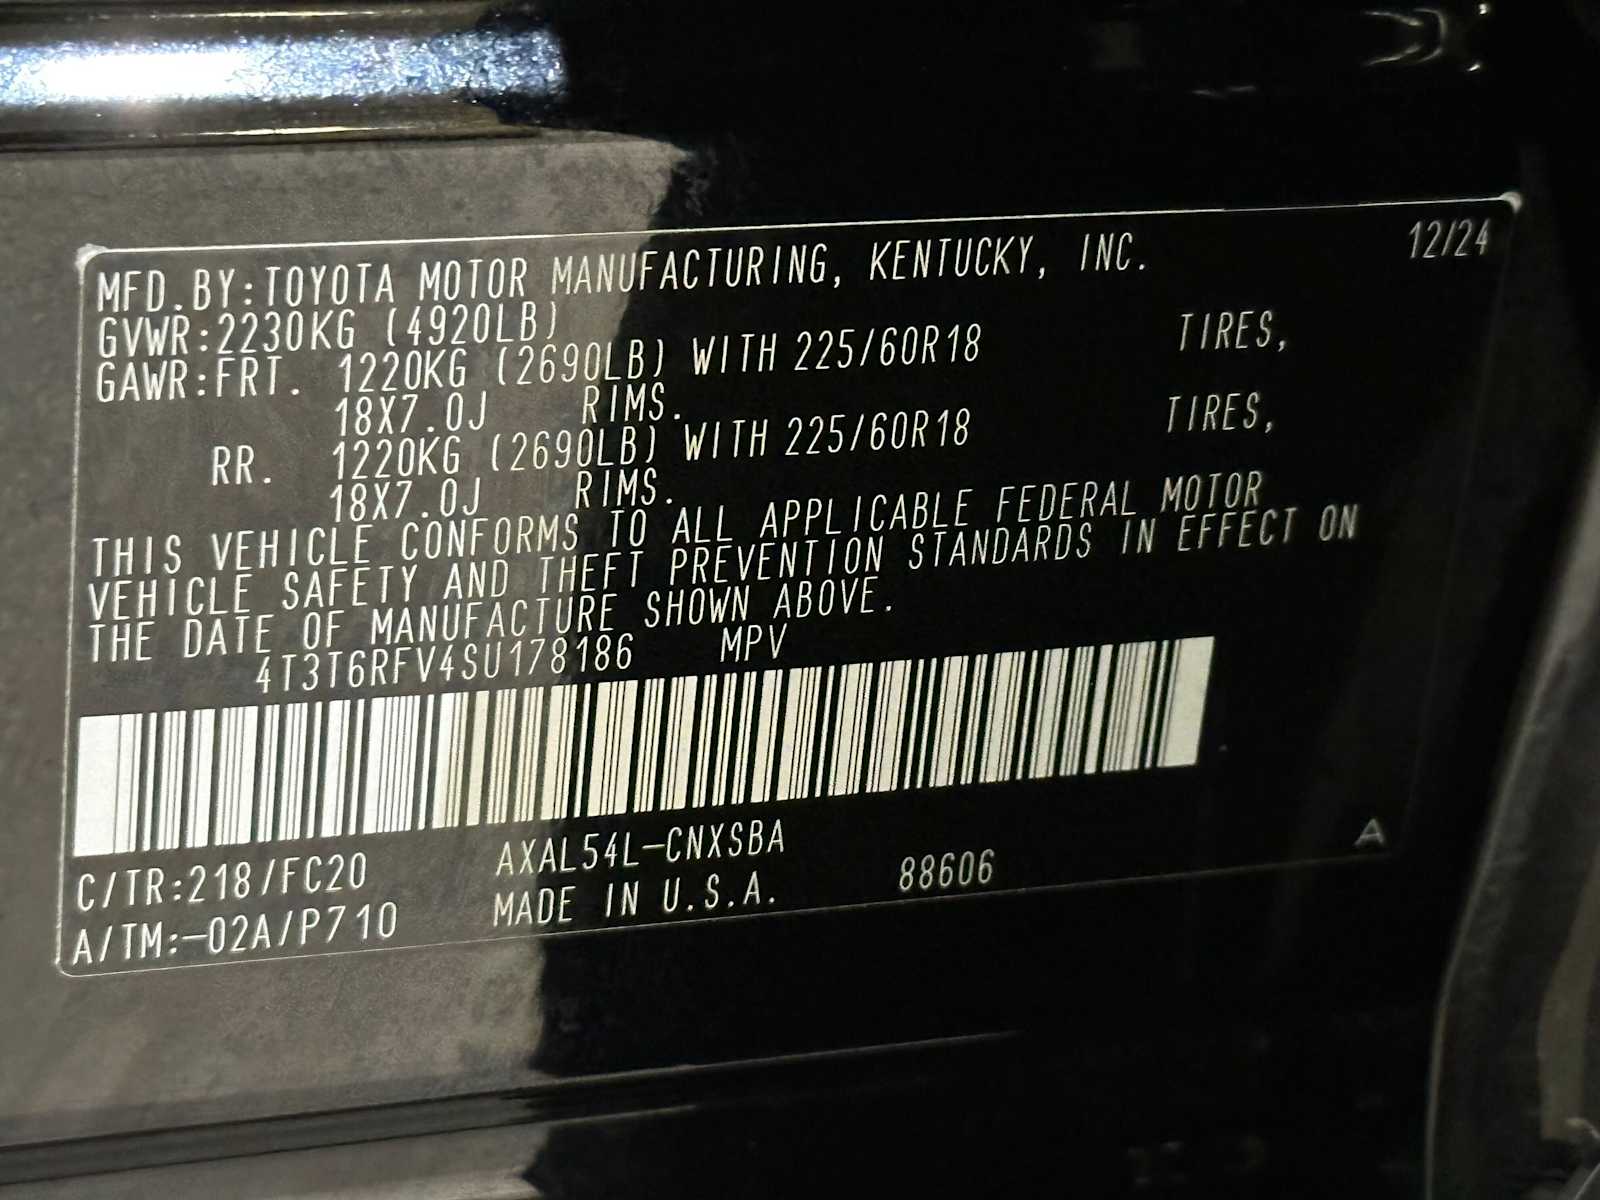 12/24
MFD.BY:TOYOTA MOTOR MANUFACTURING, KENTUCKY, INC.
GVWR:2230KG (4920LB)
GAWR:FRT. 1220KG (2690LB) WITH 225/60R18 TIRES,
18X7.0J RIMS.
RR. 1220KG (2690LB) WITH 225/60R18 TIRES,
18X7.0J RIMS.
THIS VEHICLE CONFORMS TO ALL APPLICABLE FEDERAL MOTOR
VEHICLE SAFETY AND THEFT PREVENTION STANDARDS IN EFFECT ON
THE DATE OF MANUFACTURE SHOWN ABOVE.
4T3T6RFV4SU178186 MPV
C/TR:218/FC20 AXAL54L-CNXSBA
A/TM:-02A/P710 MADE IN U.S.A. 88606
A